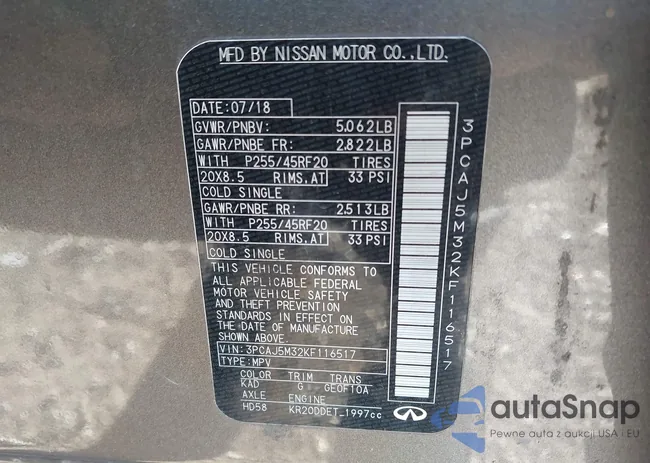 MFD BY NISSAN MOTOR CO.,LTD.
DATE:07/18
GVWR/PNBV: 5,062LB
GAWR/PNBE FR: 2,822LB
WITH P255/45RF20 TIRES
20X8.5 RIMS,AT 33 PSI
COLD SINGLE
GAWR/PNBE RR: 2,513LB
WITH P255/45RF20 TIRES
20X8.5 RIMS,AT 33 PSI
COLD SINGLE
THIS VEHICLE CONFORMS TO
ALL APPLICABLE FEDERAL
MOTOR VEHICLE SAFETY
AND THEFT PREVENTION
STANDARDS IN EFFECT ON
THE DATE OF MANUFACTURE
SHOWN ABOVE.
VIN: 3PCAJ5M32KF116517
TYPE:MPV
COLOR TRIM TRANS
KAD G GE0F10A
AXLE ENGINE
HD58 KR20DDET_1997cc
3PCAJ5M32KF116517
autoSnap
Pewne auta z aukcji USA i EU